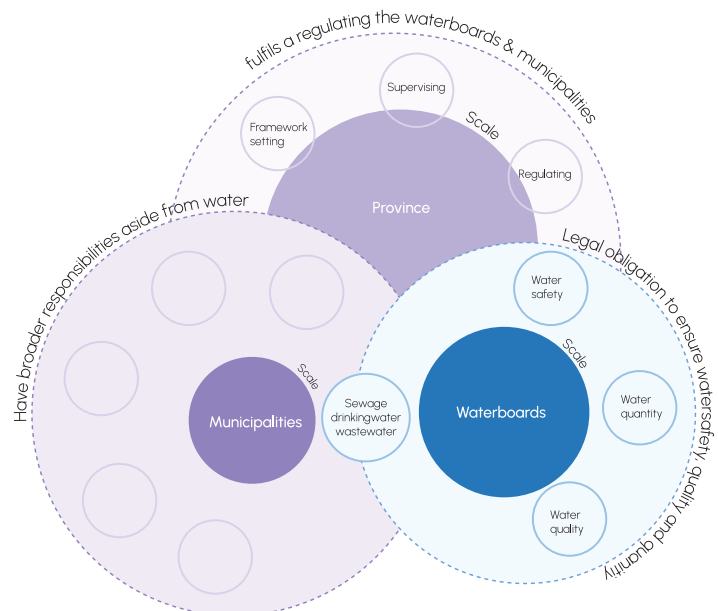 fulfils a regulating the waterboards & municipalities
Supervising
Scale
Framework
setting
Regulating
Province
Have broader responsibilities aside from water
Legal obligation to ensure watersafety, quality and quanitiy
Water
safety
Scale
Scale
Municipalities
Sewage
drinkingwater
wastewater
Waterboards
Water
quantity
Water
quality